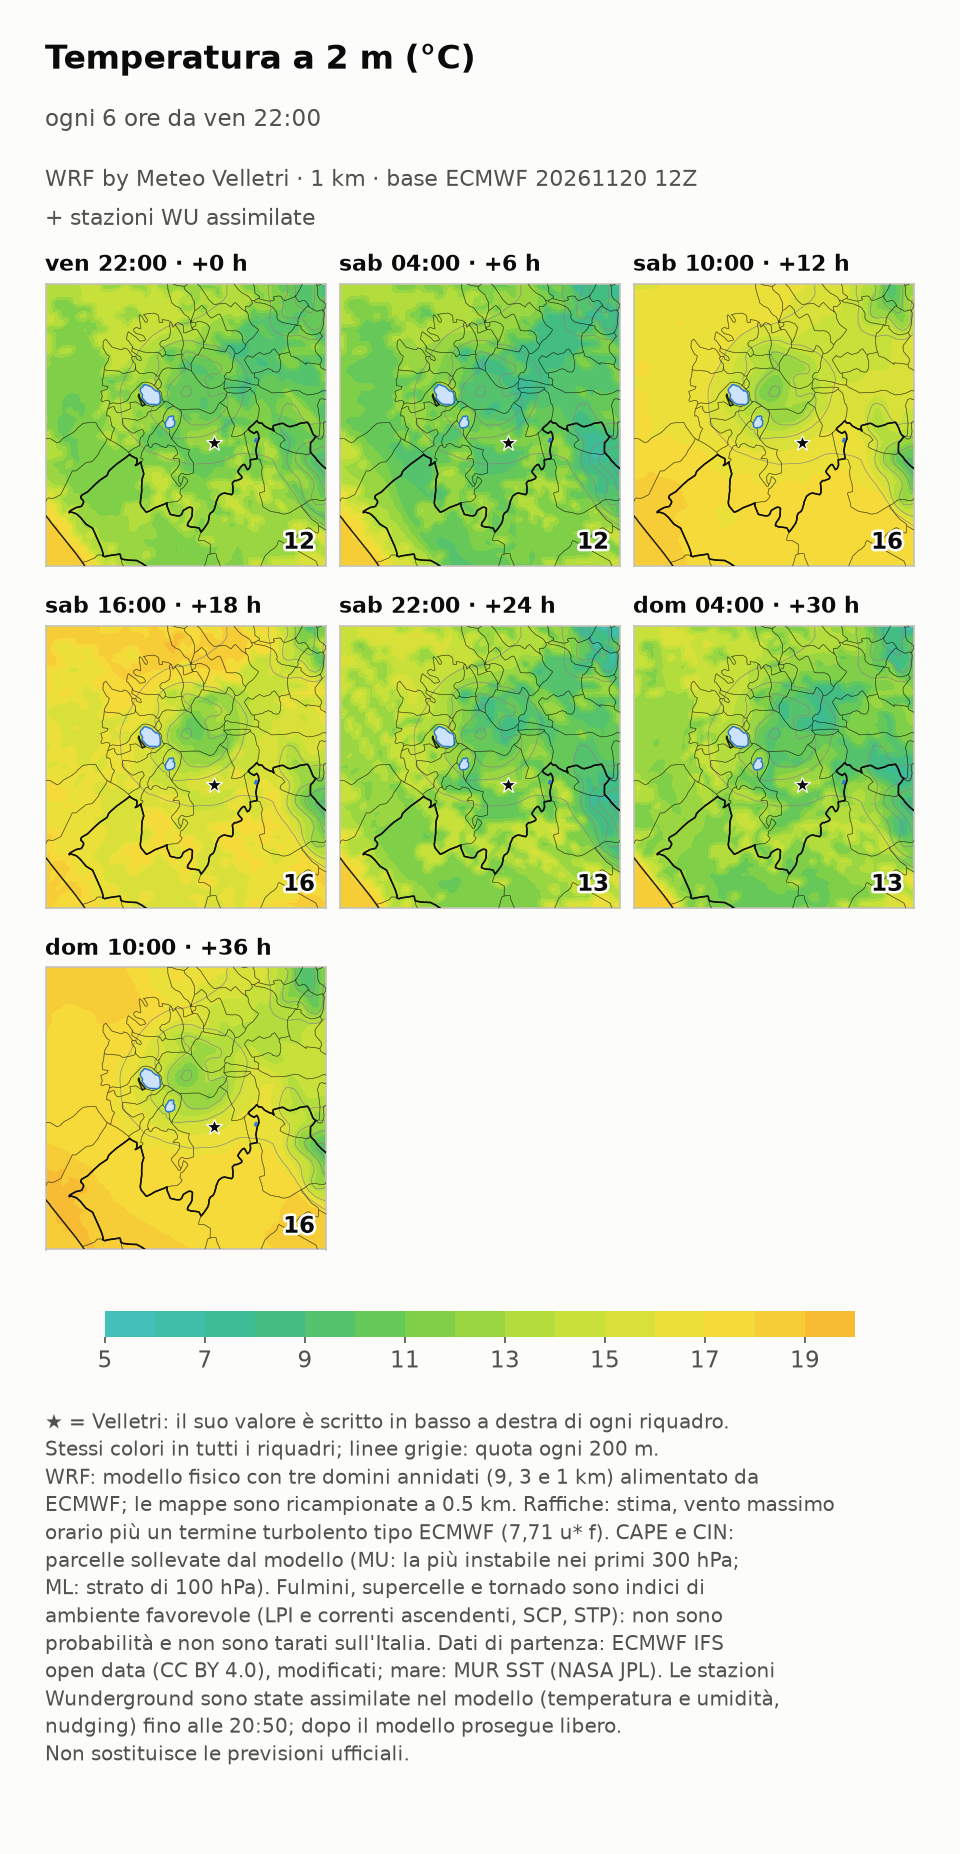 Temperatura a 2 m (°C)
ogni 6 ore da ven 22:00
WRF by Meteo Velletri · 1 km · base ECMWF 20261120 12Z
+ stazioni WU assimilate
ven 22:00 · +0 h
12
sab 04:00 · +6 h
12
sab 10:00 · +12 h
16
sab 16:00 · +18 h
16
sab 22:00 · +24 h
13
dom 04:00 · +30 h
13
dom 10:00 · +36 h
16
5 7 9 11 13 15 17 19
★ = Velletri: il suo valore è scritto in basso a destra di ogni riquadro.
Stessi colori in tutti i riquadri; linee grigie: quota ogni 200 m.
WRF: modello fisico con tre domini annidati (9, 3 e 1 km) alimentato da
ECMWF; le mappe sono ricampionate a 0.5 km. Raffiche: stima, vento massimo
orario più un termine turbolento tipo ECMWF (7,71 u* f). CAPE e CIN:
parcelle sollevate dal modello (MU: la più instabile nei primi 300 hPa;
ML: strato di 100 hPa). Fulmini, supercelle e tornado sono indici di
ambiente favorevole (LPI e correnti ascendenti, SCP, STP): non sono
probabilità e non sono tarati sull'Italia. Dati di partenza: ECMWF IFS
open data (CC BY 4.0), modificati; mare: MUR SST (NASA JPL). Le stazioni
Wunderground sono state assimilate nel modello (temperatura e umidità,
nudging) fino alle 20:50; dopo il modello prosegue libero.
Non sostituisce le previsioni ufficiali.